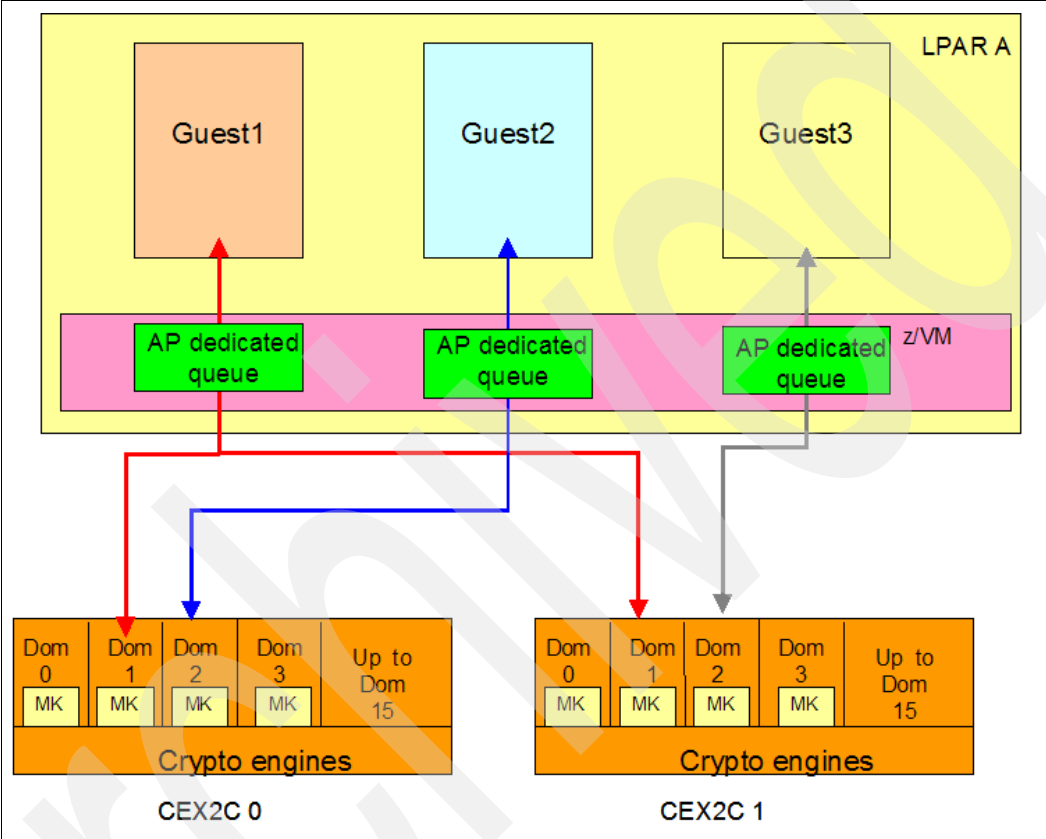 LPAR A
Guest1
Guest2
Guest3
z/VM
AP dedicated
queue
AP dedicated
queue
AP dedicated
queue
Dom
0
MK
Dom
1
MK
Dom
2
MK
Dom
3
MK
Up to
Dom
15
Crypto engines
CEX2C 0
Dom
0
MK
Dom
1
MK
Dom
2
MK
Dom
3
MK
Up to
Dom
15
Crypto engines
CEX2C 1
rchived